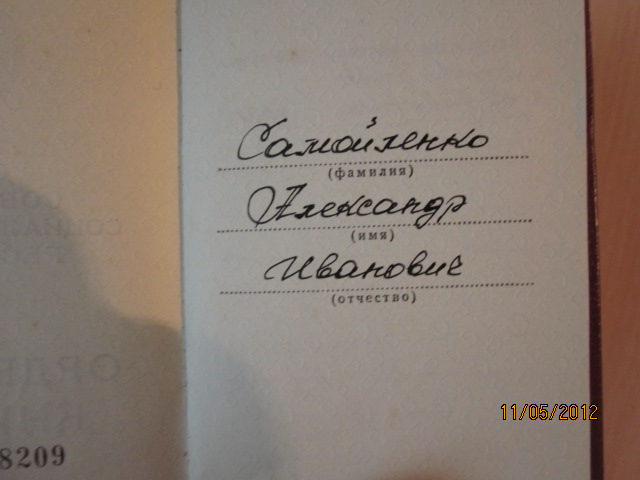 Самойленко
(фамилия)
Александр
(имя)
Иванович
(отчество)
8209
11/05/2012